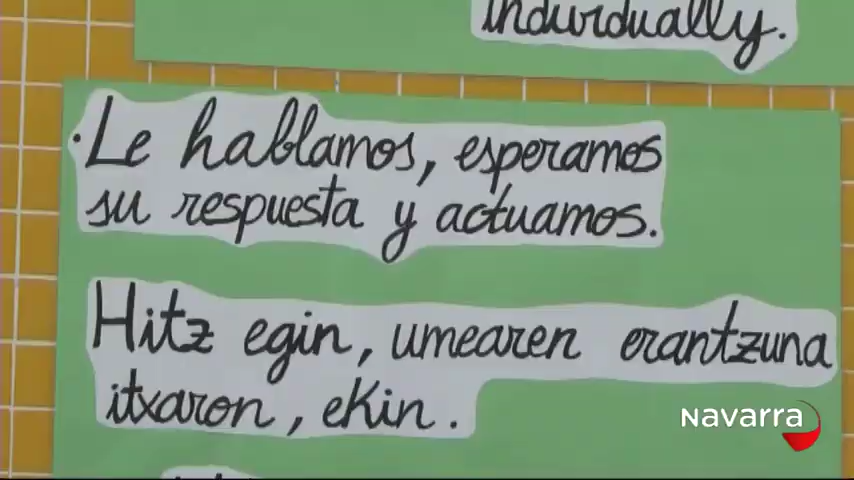 individually.
·Le hablamos, esperamos
su respuesta y actuamos.
Hitz egin, umearen erantzuna
itxaron, ekin.
navarra